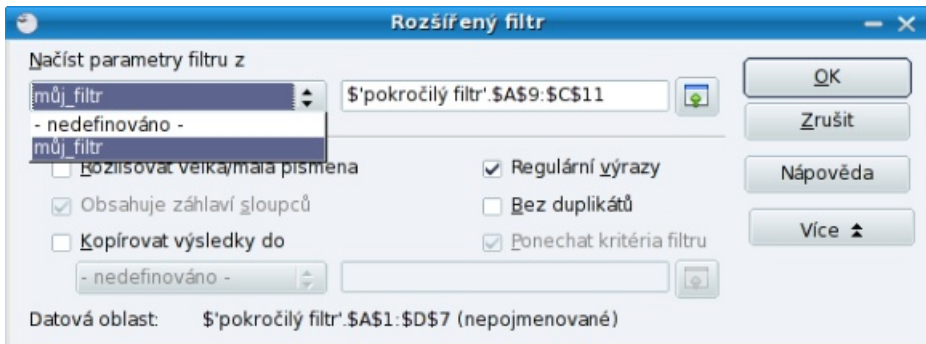 Rozšířený filtr
Načíst parametry filtru z
můj_filtr
$'pokročilý filtr'.$A$9:$C$11
OK
- nedefinováno -
můj_filtr
Zrušit
Rozlišovat velká/malá písmena
Regulární výrazy
Nápověda
Obsahuje záhlaví sloupců
Bez duplikátů
Kopírovat výsledky do
Ponechat kritéria filtru
Více
- nedefinováno -
Datová oblast: $'pokročilý filtr'.$A$1:$D$7 (nepojmenované)